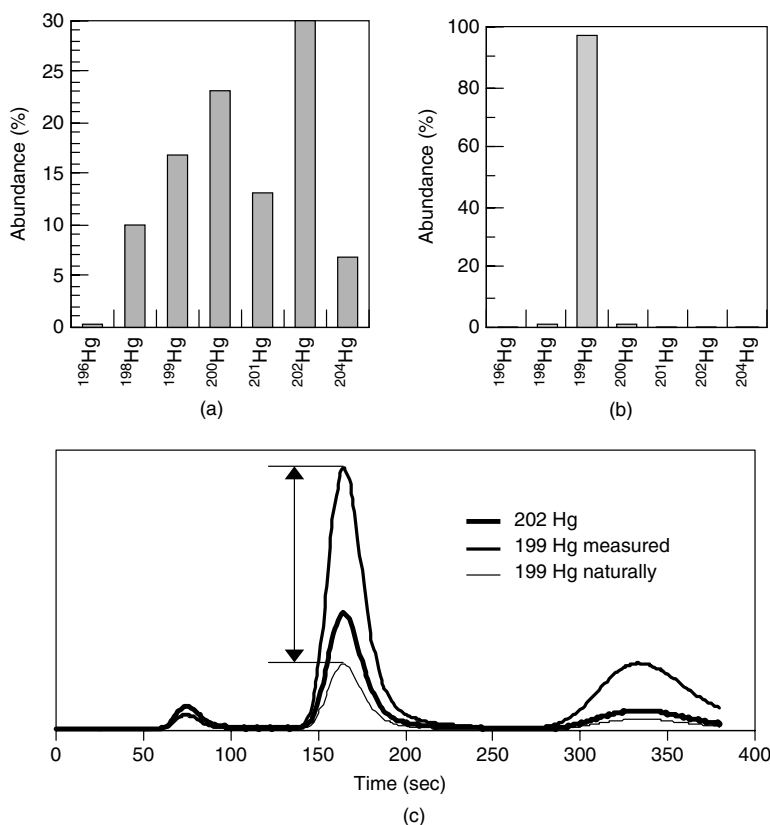 Abundance (%)
30
25
20
15
10
5
0
¹⁹⁶Hg
¹⁹⁸Hg
¹⁹⁹Hg
²⁰⁰Hg
²⁰¹Hg
²⁰²Hg
²⁰⁴Hg
(a)
Abundance (%)
100
80
60
40
20
0
¹⁹⁶Hg
¹⁹⁸Hg
¹⁹⁹Hg
²⁰⁰Hg
²⁰¹Hg
²⁰²Hg
²⁰⁴Hg
(b)
202 Hg
199 Hg measured
199 Hg naturally
0 50 100 150 200 250 300 350 400
Time (sec)
(c)